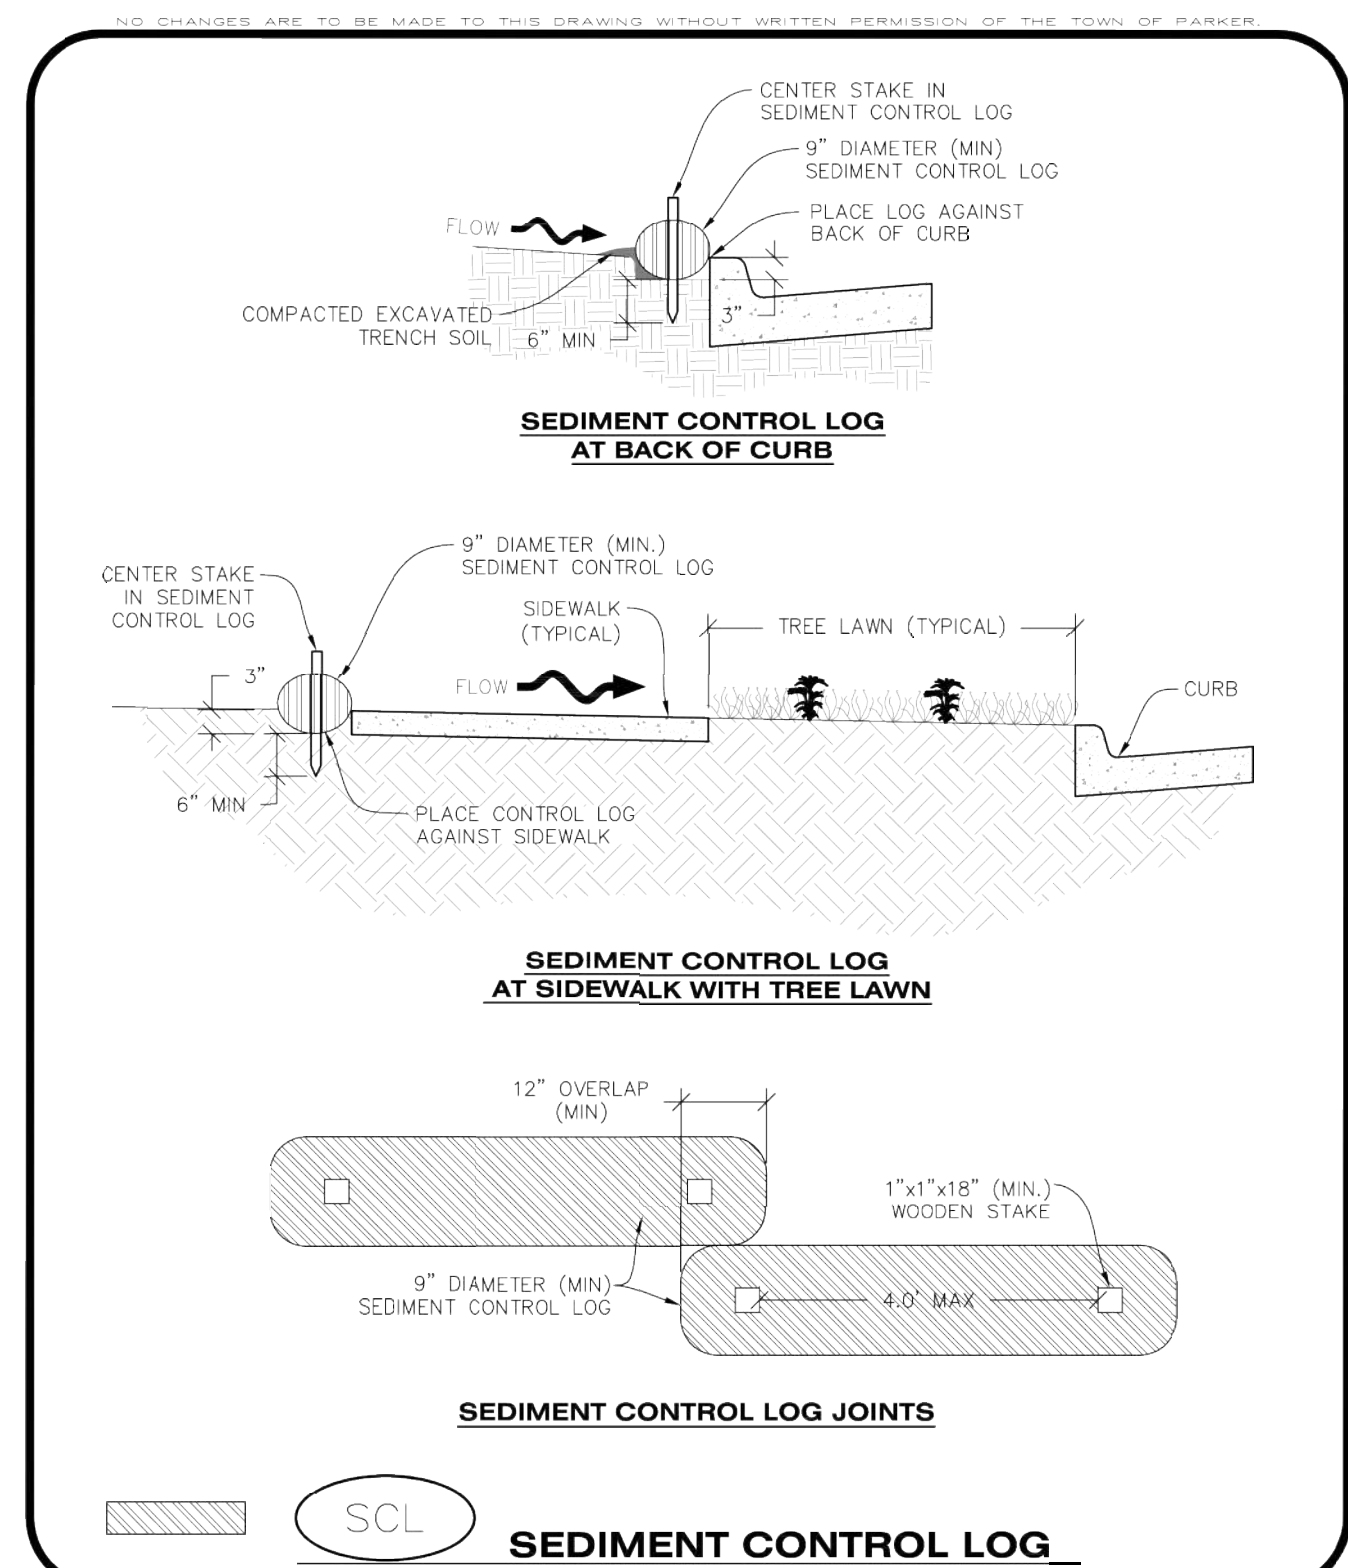 NO CHANGES ARE TO BE MADE TO THIS DRAWING WITHOUT WRITTEN PERMISSION OF THE TOWN OF PARKER.
CENTER STAKE IN
SEDIMENT CONTROL LOG
9" DIAMETER (MIN)
SEDIMENT CONTROL LOG
PLACE LOG AGAINST
BACK OF CURB
FLOW
COMPACTED EXCAVATED
TRENCH SOIL
6" MIN
3"
SEDIMENT CONTROL LOG
AT BACK OF CURB
9" DIAMETER (MIN.)
SEDIMENT CONTROL LOG
CENTER STAKE
IN SEDIMENT
CONTROL LOG
SIDEWALK
(TYPICAL)
TREE LAWN (TYPICAL)
3"
FLOW
CURB
6" MIN
PLACE CONTROL LOG
AGAINST SIDEWALK
SEDIMENT CONTROL LOG
AT SIDEWALK WITH TREE LAWN
12" OVERLAP
(MIN)
1"x1"x18" (MIN.)
WOODEN STAKE
9" DIAMETER (MIN)
SEDIMENT CONTROL LOG
4.0' MAX
SEDIMENT CONTROL LOG JOINTS
SCL
SEDIMENT CONTROL LOG